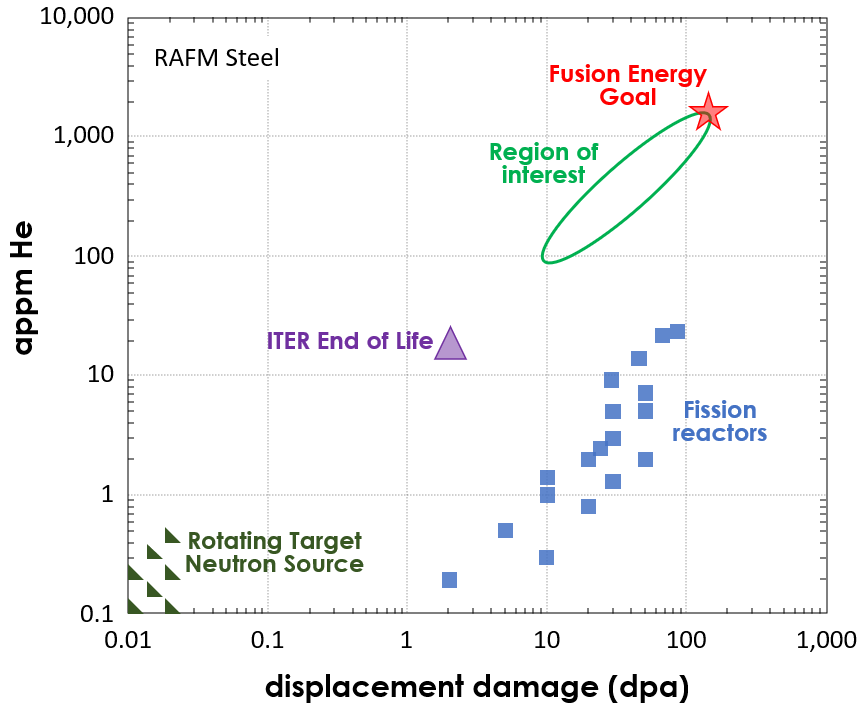 10,000
RAFM Steel
Fusion Energy
Goal
1,000
Region of
interest
appm He
100
ITER End of Life
10
Fission
reactors
1
Rotating Target
Neutron Source
0.1
0.01 0.1 1 10 100 1,000
displacement damage (dpa)